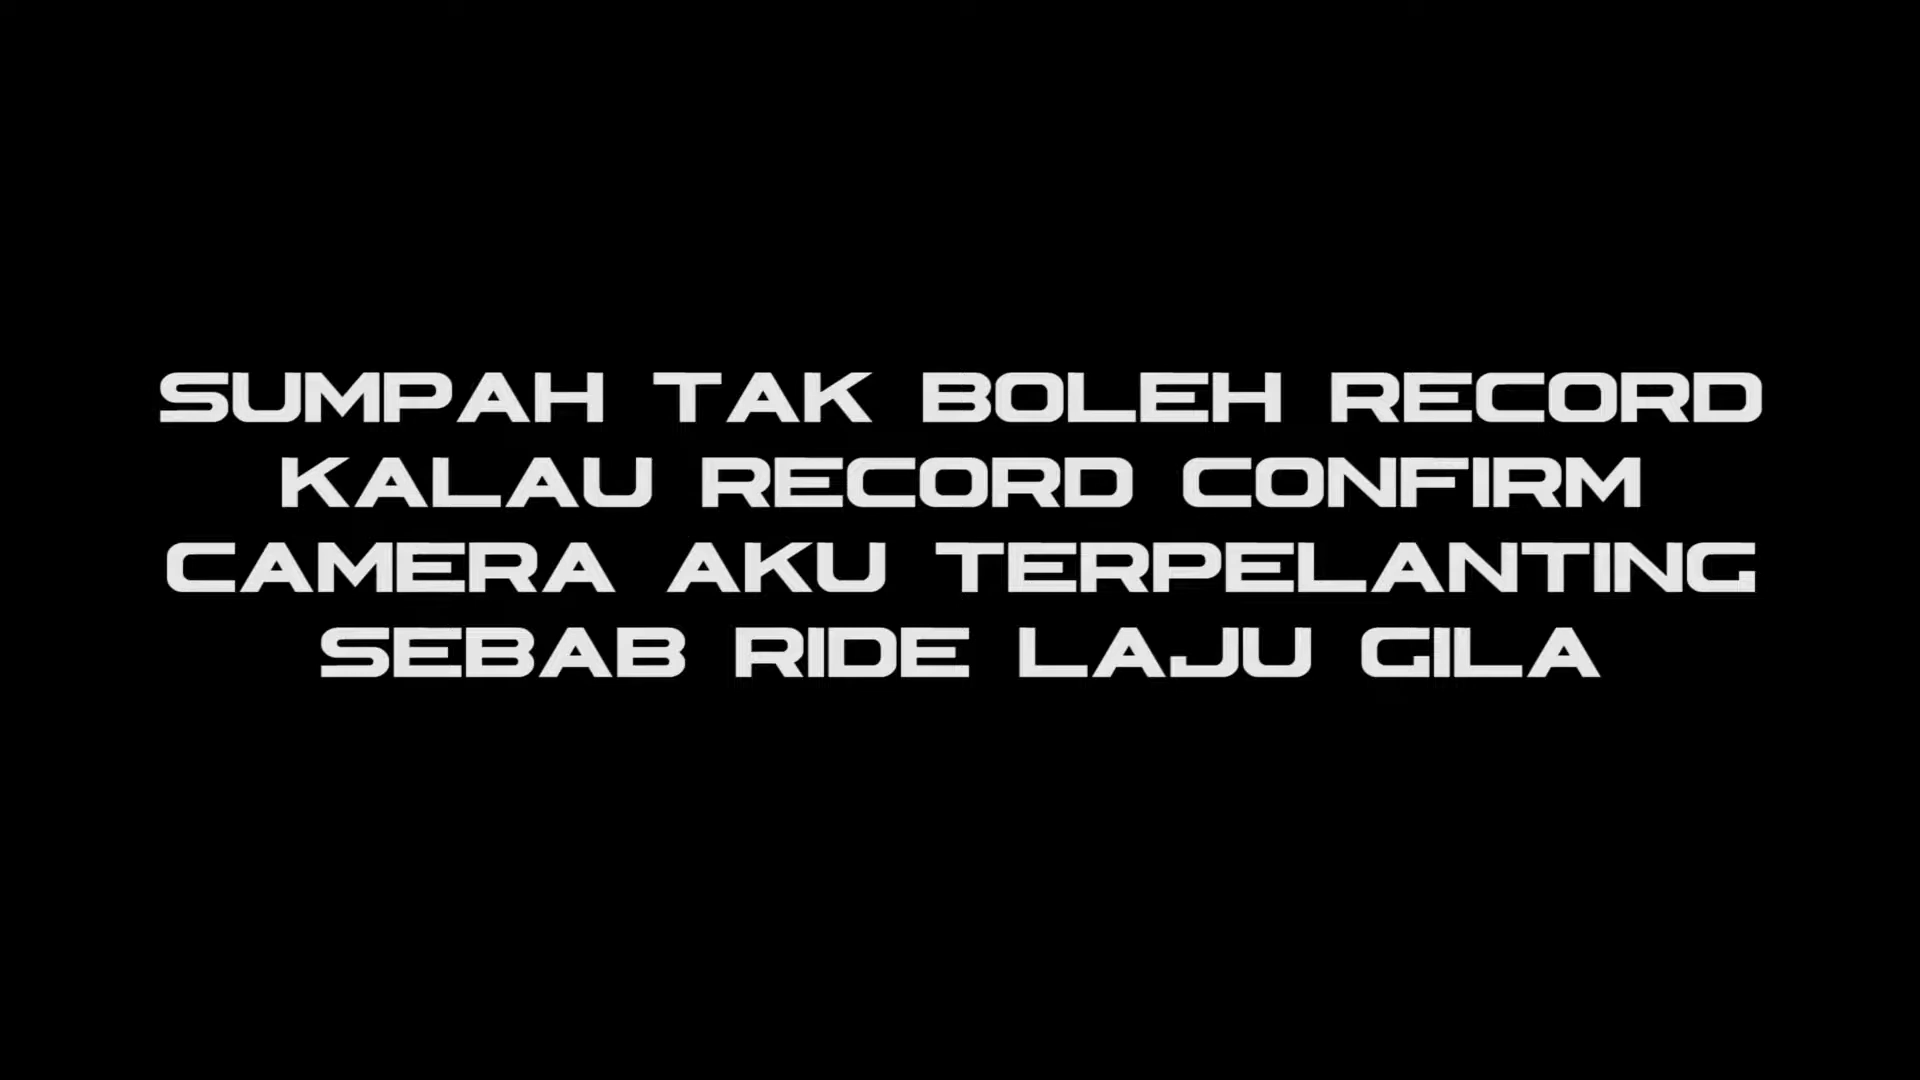 SUMPAH TAK BOLEH RECORD
KALAU RECORD CONFIRM
CAMERA AKU TERPELANTING
SEBAB RIDE LAJU GILA